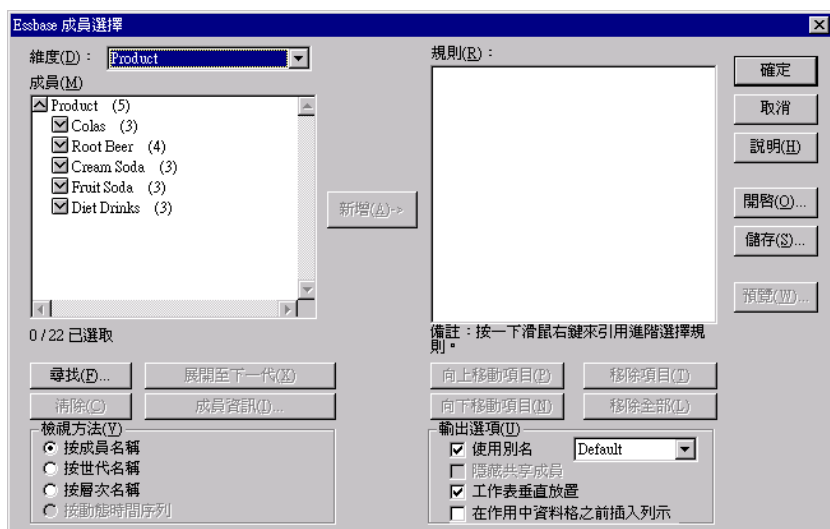 Essbase 成員選擇
維度(D)：
Product
成員(M)
Product (5)
Colas (3)
Root Beer (4)
Cream Soda (3)
Fruit Soda (3)
Diet Drinks (3)
0 / 22 已選取
新增(A)->
規則(R)：
備註：按一下滑鼠右鍵來引用進階選擇規
則。
確定
取消
說明(H)
開啓(O)...
儲存(S)...
預覽(W)...
尋找(F)...
展開至下一代(X)
清除(C)
成員資訊(I)...
向上移動項目(P)
移除項目(T)
向下移動項目(N)
移除全部(L)
檢視方法(V)
按成員名稱
按世代名稱
按層次名稱
按動態時間序列
輸出選項(U)
使用別名
Default
隱藏共享成員
工作表垂直放置
在作用中資料格之前插入列示